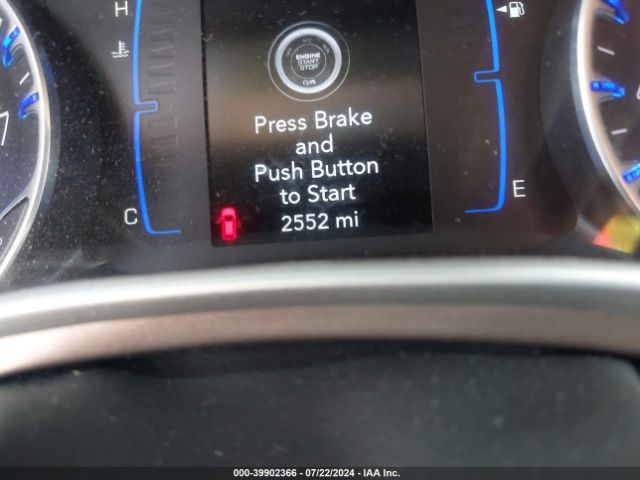 H
ENGINE
START
STOP
Press Brake
and
Push Button
to Start
2552 mi
C
E
7
000-39902366 • 07/22/2024 • IAA Inc.